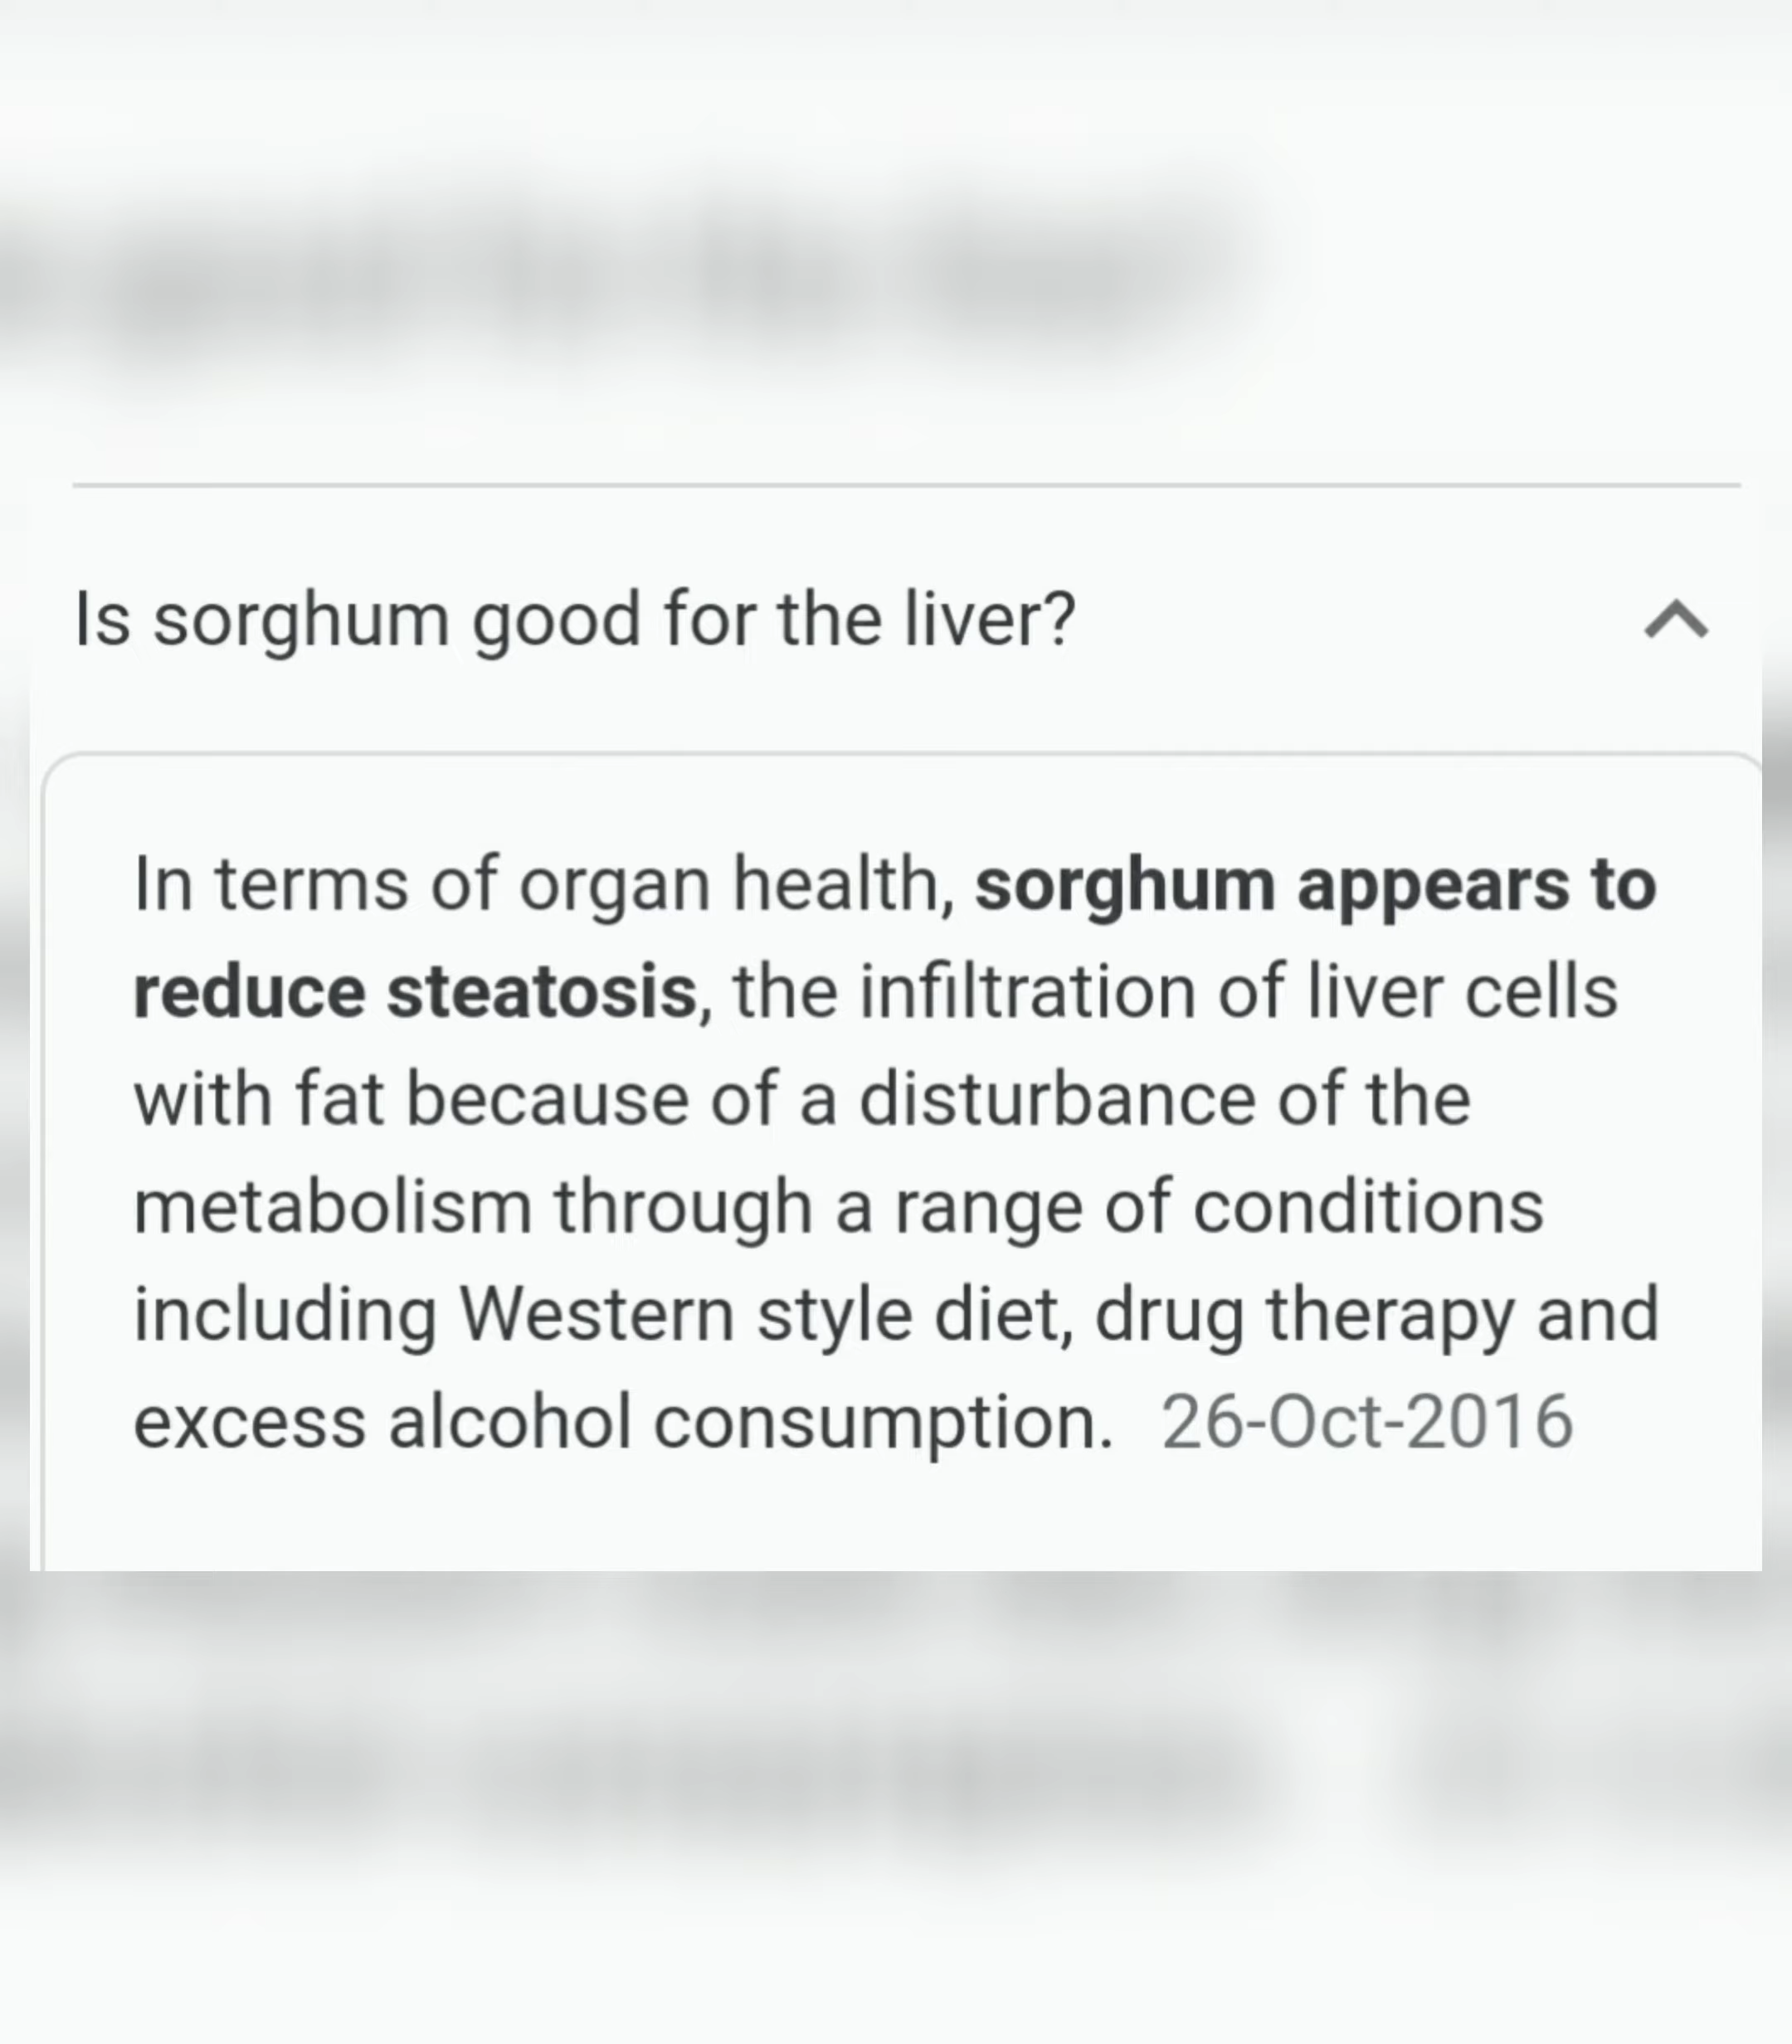 Is sorghum good for the liver?
In terms of organ health, sorghum appears to
reduce steatosis, the infiltration of liver cells
with fat because of a disturbance of the
metabolism through a range of conditions
including Western style diet, drug therapy and
excess alcohol consumption. 26-Oct-2016